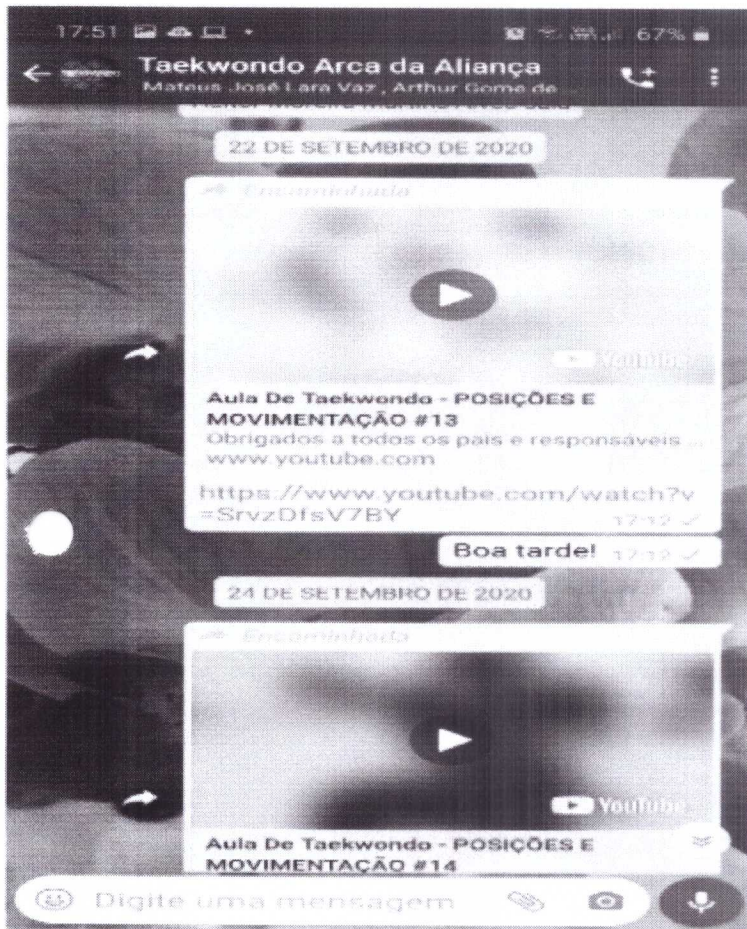 17:51 67%
Taekwondo Arca da Aliança
Mateus José Lara Vaz, Arthur Gome de ...
22 DE SETEMBRO DE 2020
Encaminhada
Youtube
Aula De Taekwondo - POSIÇÕES E
MOVIMENTAÇÃO #13
Obrigados a todos os pais e responsáveis ...
www.youtube.com
https://www.youtube.com/watch?v
=SrvzDfsV7BY 17:12
Boa tarde! 17:12
24 DE SETEMBRO DE 2020
Encaminhada
Youtube
Aula De Taekwondo - POSIÇÕES E
MOVIMENTAÇÃO #14
Digite uma mensagem